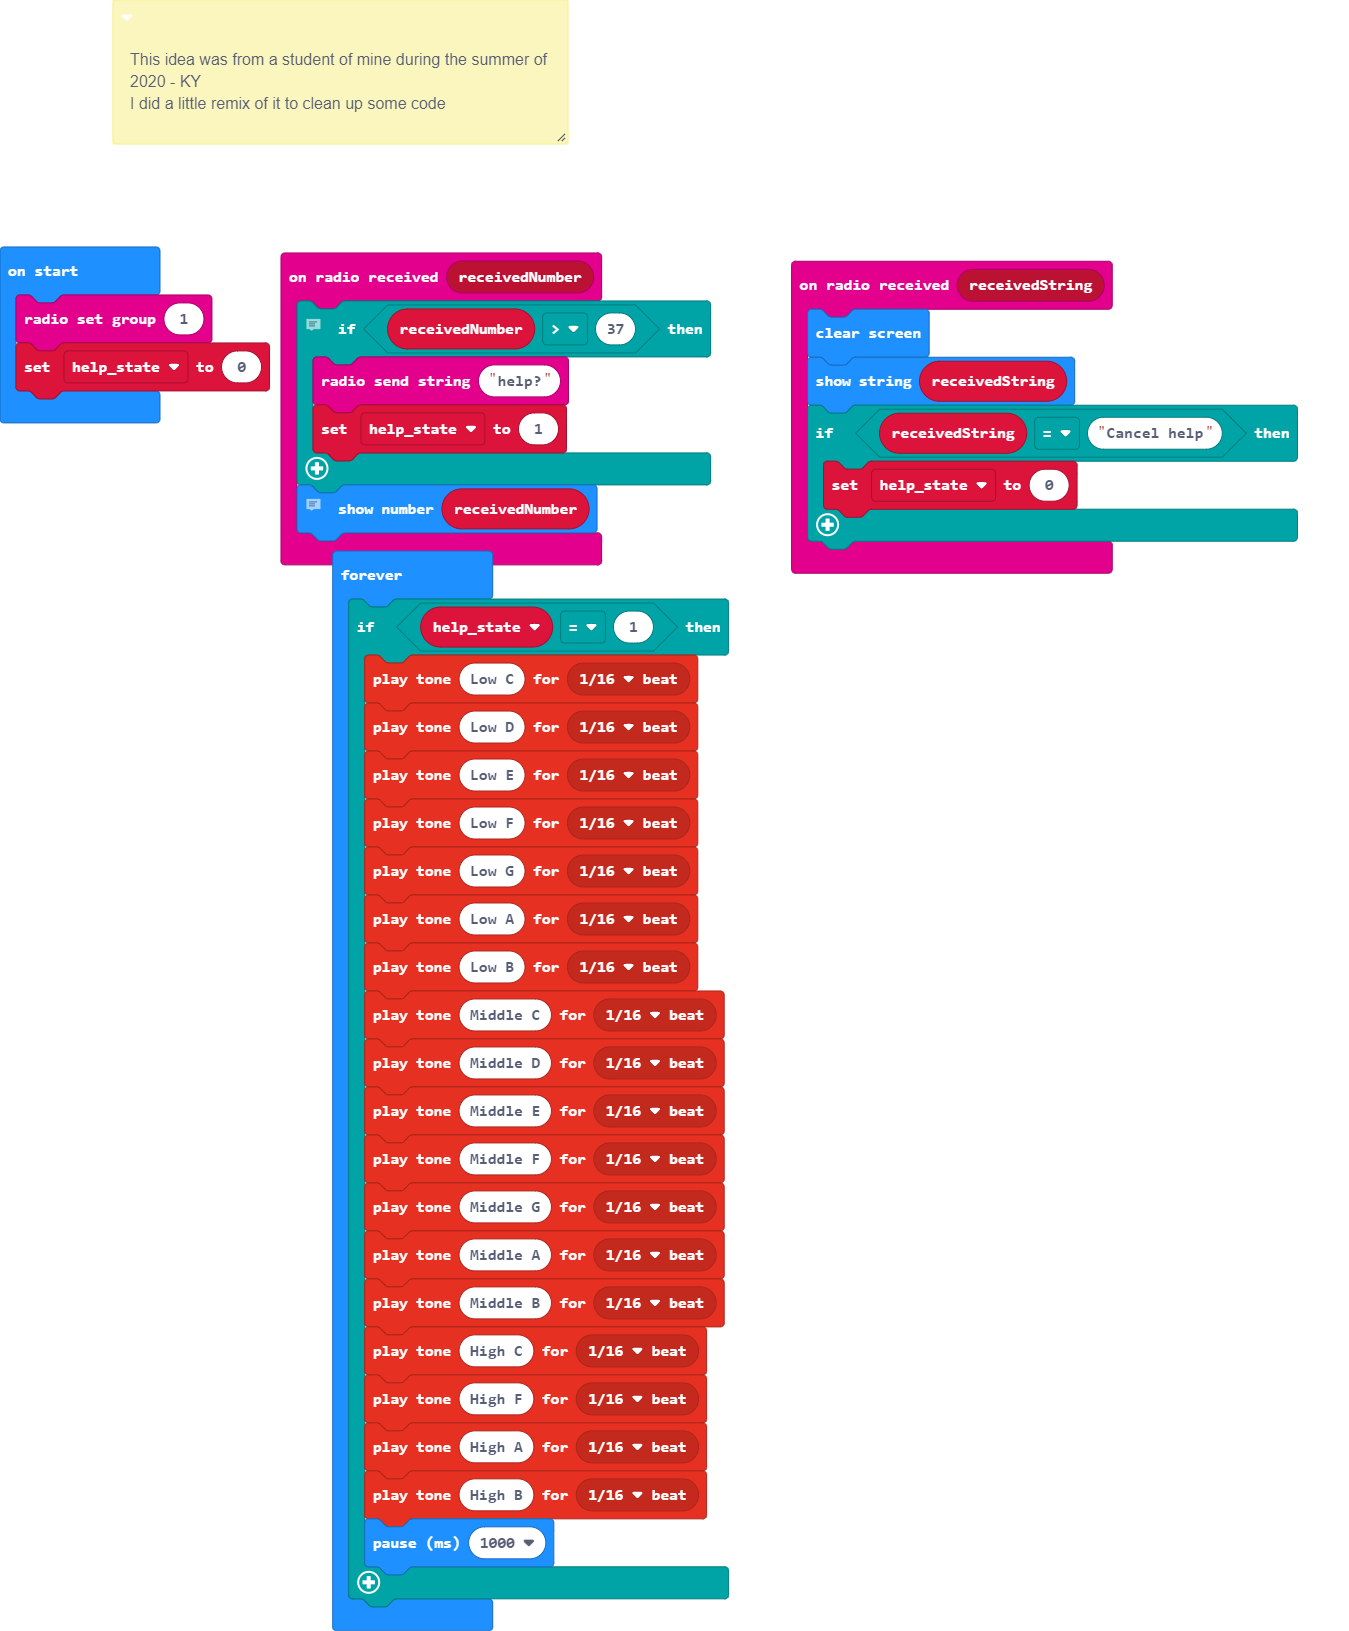 This idea was from a student of mine during the summer of
2020 - KY
I did a little remix of it to clean up some code
on start
radio set group 1
set help_state to 0
on radio received receivedNumber
if receivedNumber > 37 then
radio send string "help?"
set help_state to 1
show number receivedNumber
on radio received receivedString
clear screen
show string receivedString
if receivedString = "Cancel help" then
set help_state to 0
forever
if help_state = 1 then
play tone Low C for 1/16 beat
play tone Low D for 1/16 beat
play tone Low E for 1/16 beat
play tone Low F for 1/16 beat
play tone Low G for 1/16 beat
play tone Low A for 1/16 beat
play tone Low B for 1/16 beat
play tone Middle C for 1/16 beat
play tone Middle D for 1/16 beat
play tone Middle E for 1/16 beat
play tone Middle F for 1/16 beat
play tone Middle G for 1/16 beat
play tone Middle A for 1/16 beat
play tone Middle B for 1/16 beat
play tone High C for 1/16 beat
play tone High F for 1/16 beat
play tone High A for 1/16 beat
play tone High B for 1/16 beat
pause (ms) 1000